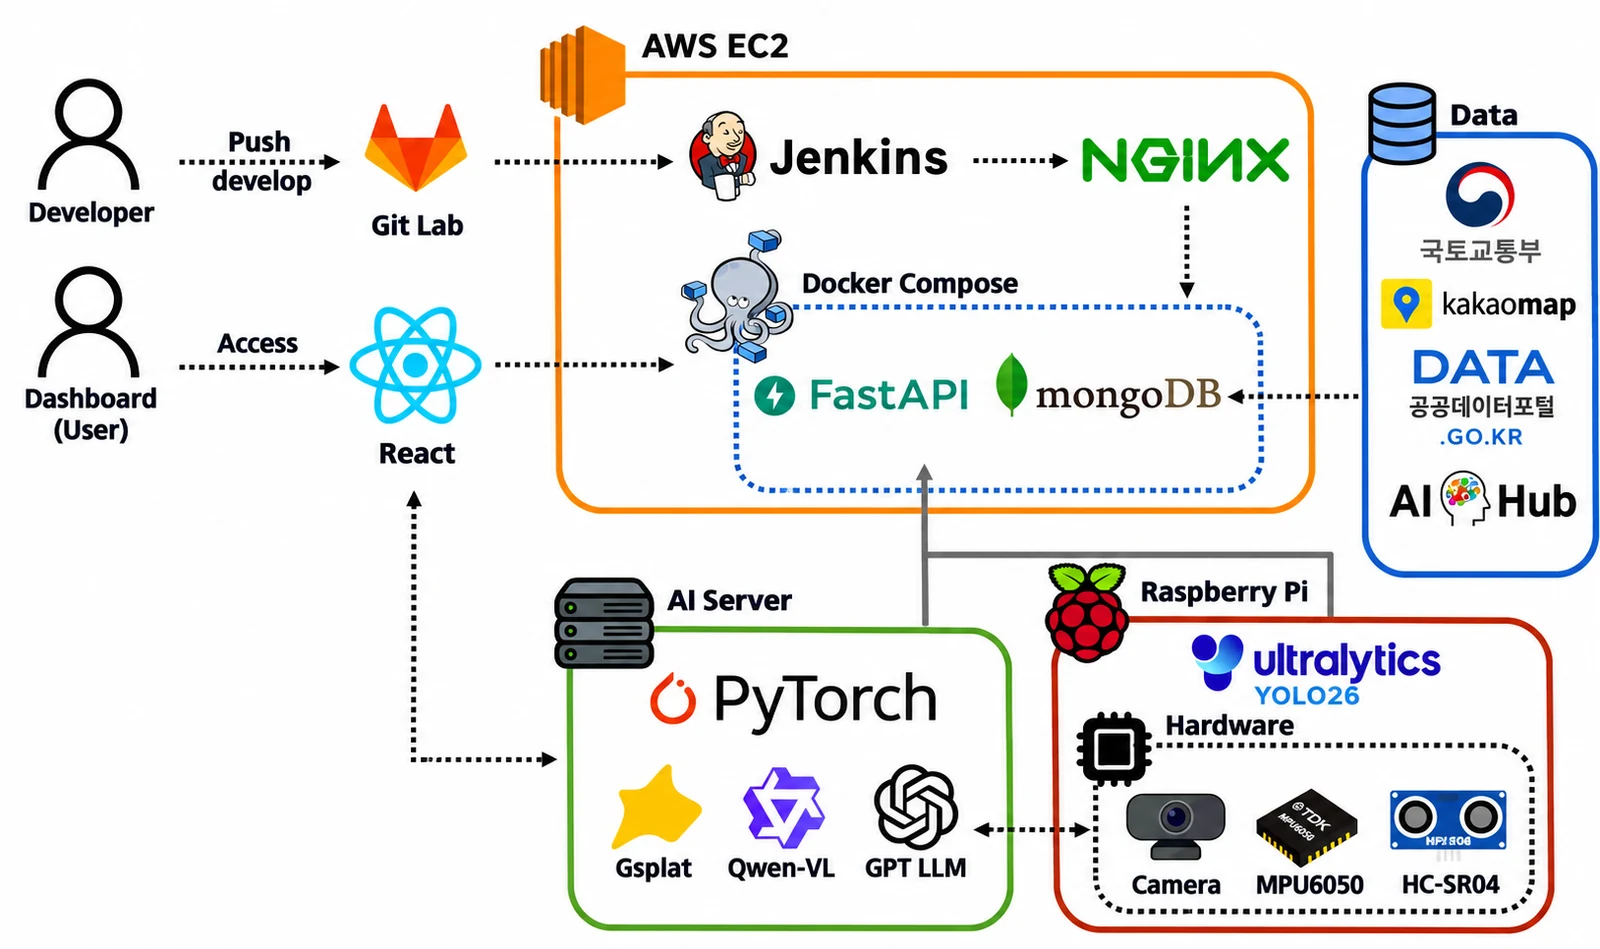 AWS EC2
Developer
Push
develop
Git Lab
Jenkins
NGINX
Data
국토교통부
kakaomap
DATA
공공데이터포털
.GO.KR
AI Hub
Dashboard
(User)
Access
React
Docker Compose
FastAPI
mongoDB
AI Server
PyTorch
Gsplat
Qwen-VL
GPT LLM
Raspberry Pi
ultralytics
YOLO26
Hardware
TDK
MPU6050
Camera
MPU6050
HC-SR04